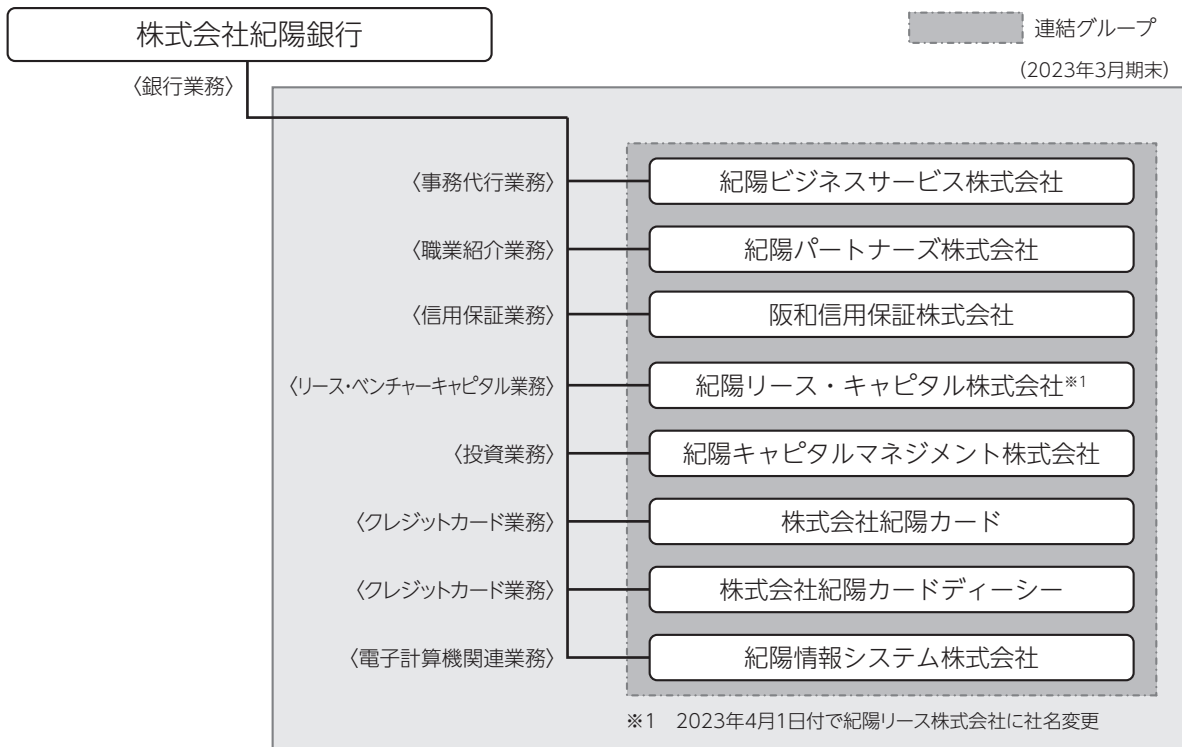 株式会社紀陽銀行
連結グループ
(2023年3月期末)
〈銀行業務〉
〈事務代行業務〉 紀陽ビジネスサービス株式会社
〈職業紹介業務〉 紀陽パートナーズ株式会社
〈信用保証業務〉 阪和信用保証株式会社
〈リース・ベンチャーキャピタル業務〉 紀陽リース・キャピタル株式会社※1
〈投資業務〉 紀陽キャピタルマネジメント株式会社
〈クレジットカード業務〉 株式会社紀陽カード
〈クレジットカード業務〉 株式会社紀陽カードディーシー
〈電子計算機関連業務〉 紀陽情報システム株式会社
※1 2023年4月1日付で紀陽リース株式会社に社名変更